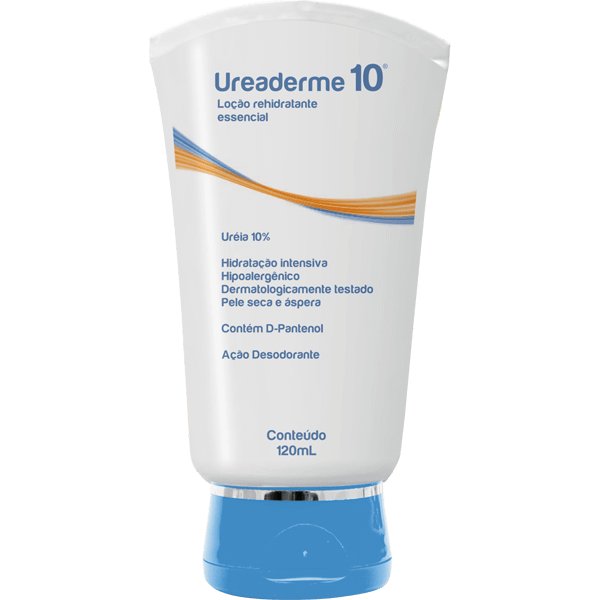 Ureaderme 10®
Loção rehidratante
essencial
Uréia 10%
Hidratação intensiva
Hipoalergênico
Dermatologicamente testado
Pele seca e áspera
Contém D-Pantenol
Ação Desodorante
Conteúdo
120mL